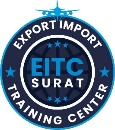 EXPORT IMPORT
EITC
SURAT
TRAINING CENTER